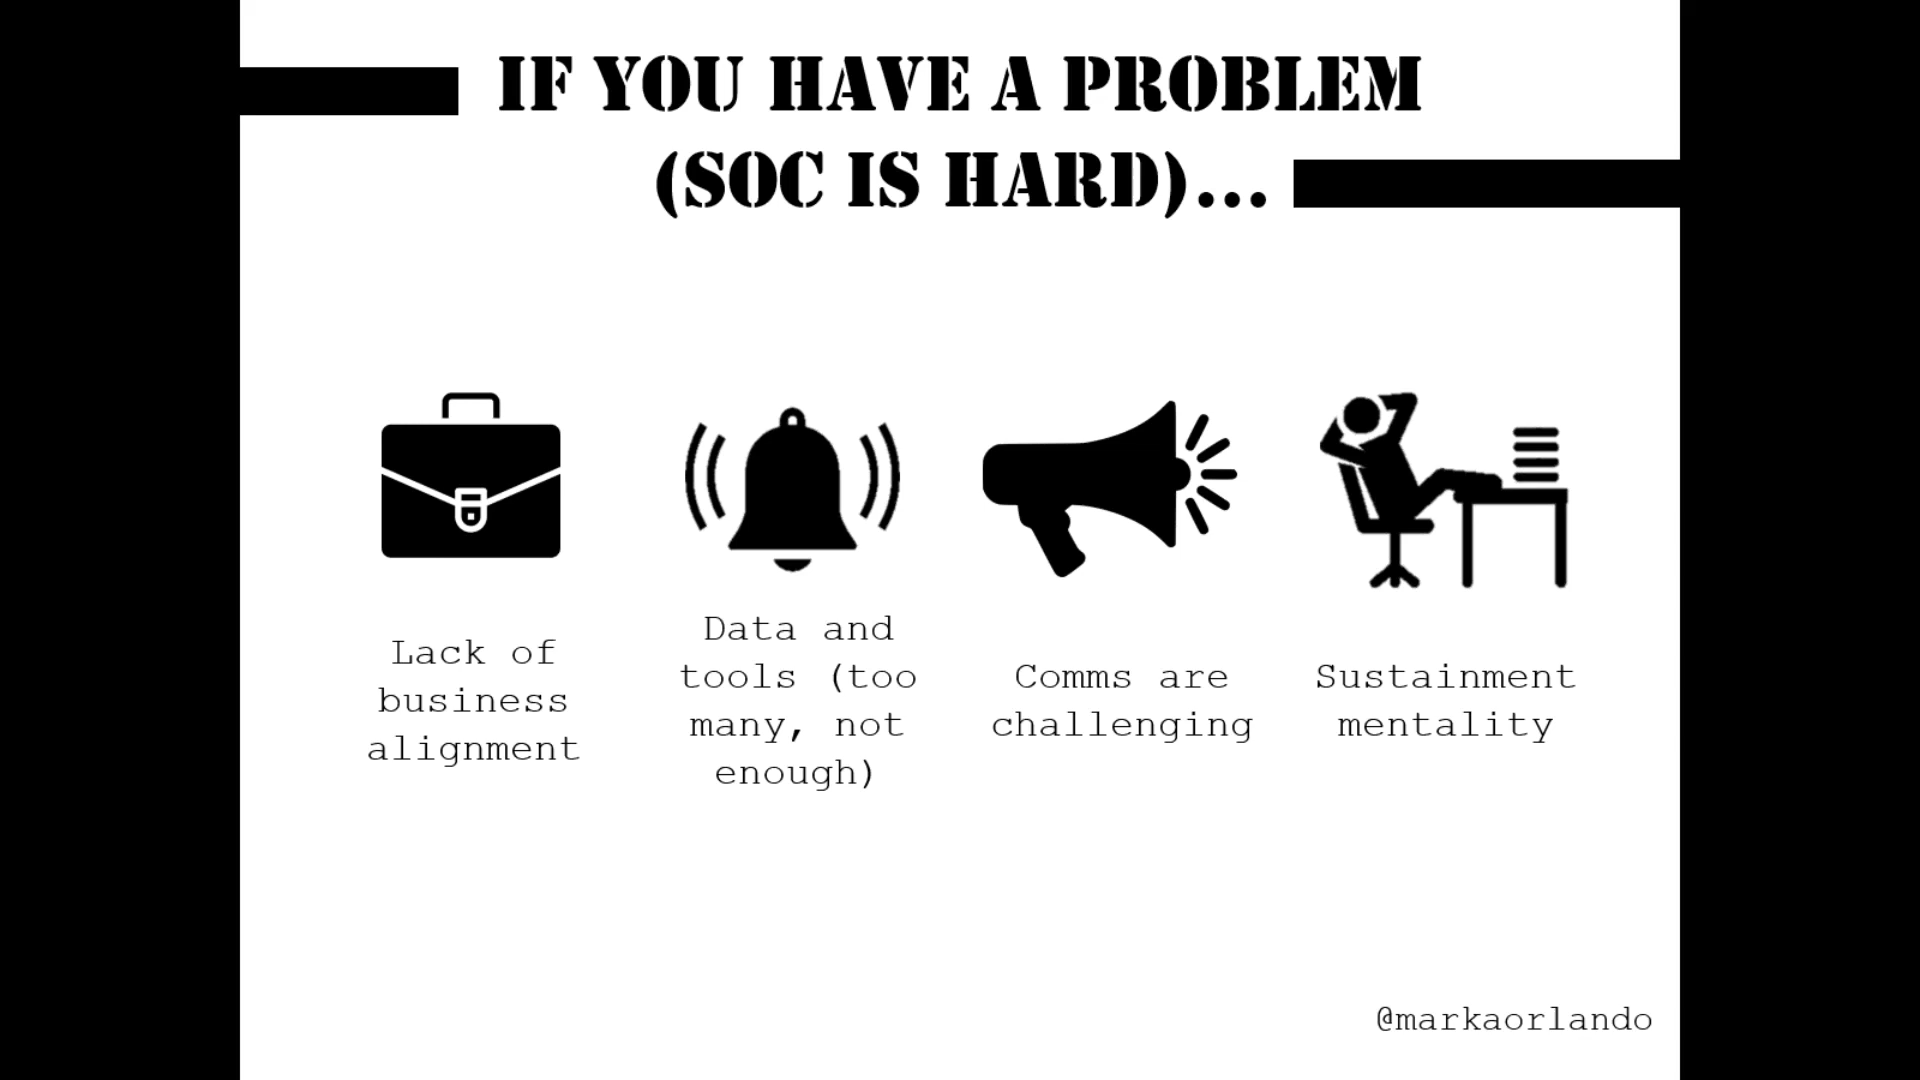 IF YOU HAVE A PROBLEM
(SOC IS HARD)...
Lack of
business
alignment
Data and
tools (too
many, not
enough)
Comms are
challenging
Sustainment
mentality
@markaorlando